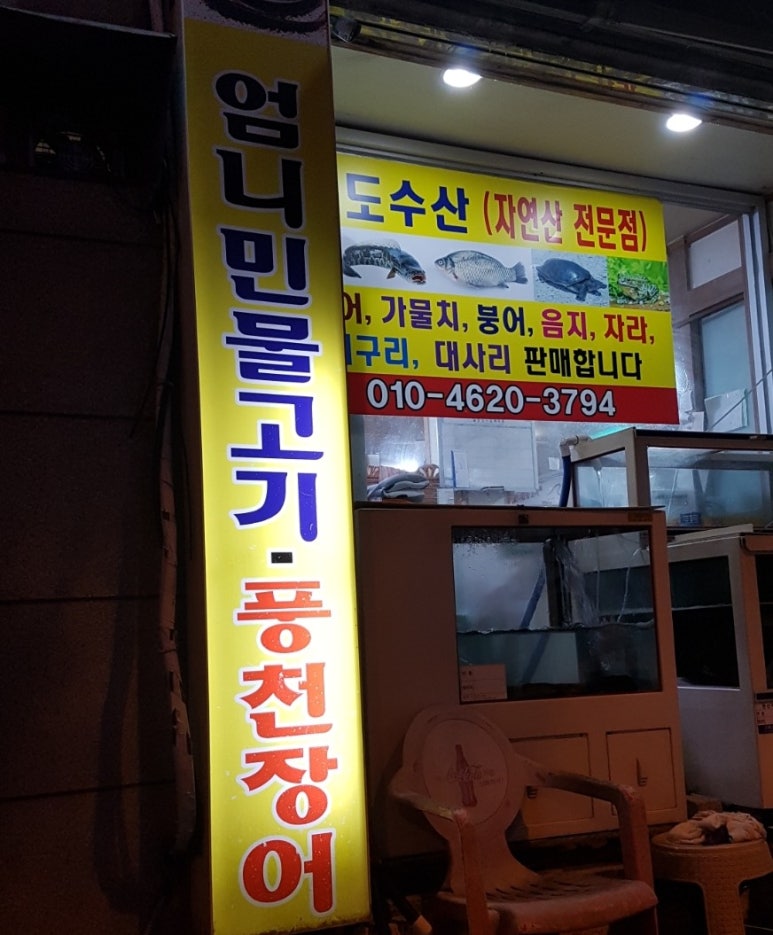 엄니민물고기·풍천장어
도수산 (자연산 전문점)
어, 가물치, 붕어, 음지, 자라,
구리, 대사리 판매합니다
010-4620-3794
Coca-Cola